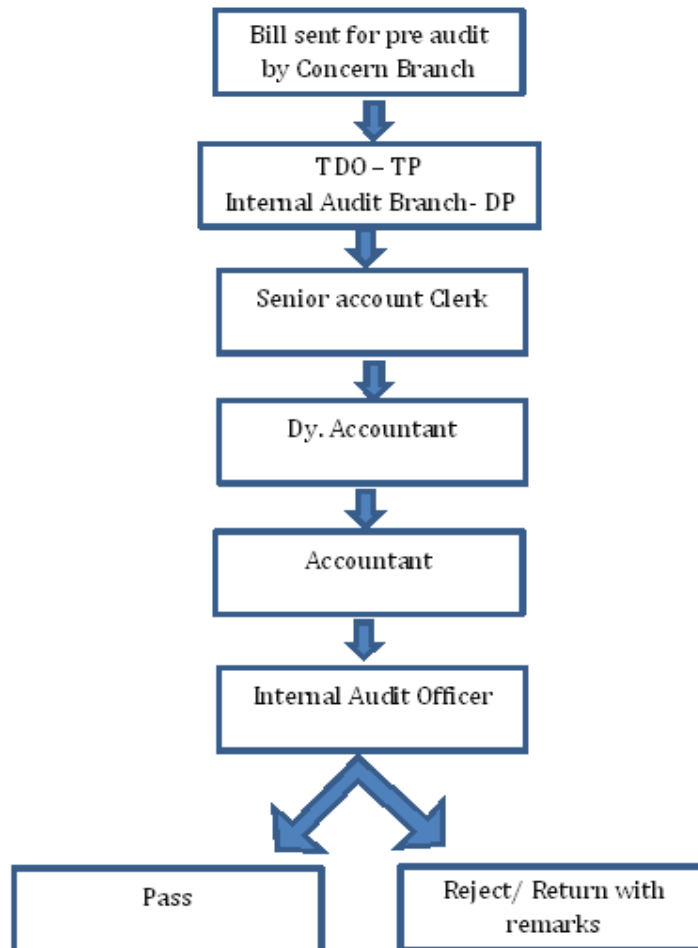 Bill sent for pre audit
by Concern Branch
TDO – TP
Internal Audit Branch- DP
Senior account Clerk
Dy. Accountant
Accountant
Internal Audit Officer
Pass
Reject/ Return with
remarks